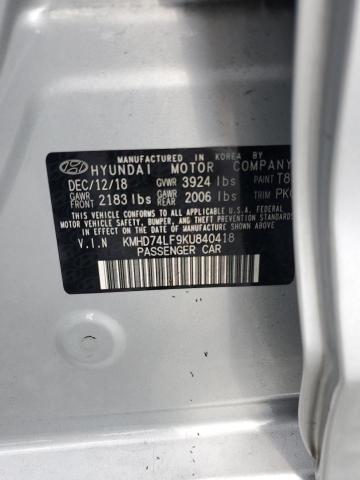 MANUFACTURED IN KOREA BY
HYUNDAI MOTOR COMPANY
DEC/12/18 GVWR 3924 lbs PAINT T8
GAWR FRONT 2183 lbs GAWR REAR 2006 lbs TRIM
THIS VEHICLE CONFORMS TO ALL APPLICABLE U.S.A. FEDERAL
MOTOR VEHICLE SAFETY, BUMPER, AND THEFT PREVENTION
STANDARDS IN EFFECT ON THE DATE OF MANUFACTURE SHOWN ABOVE.
V.I.N KMHD74LF9KU840418
PASSENGER CAR